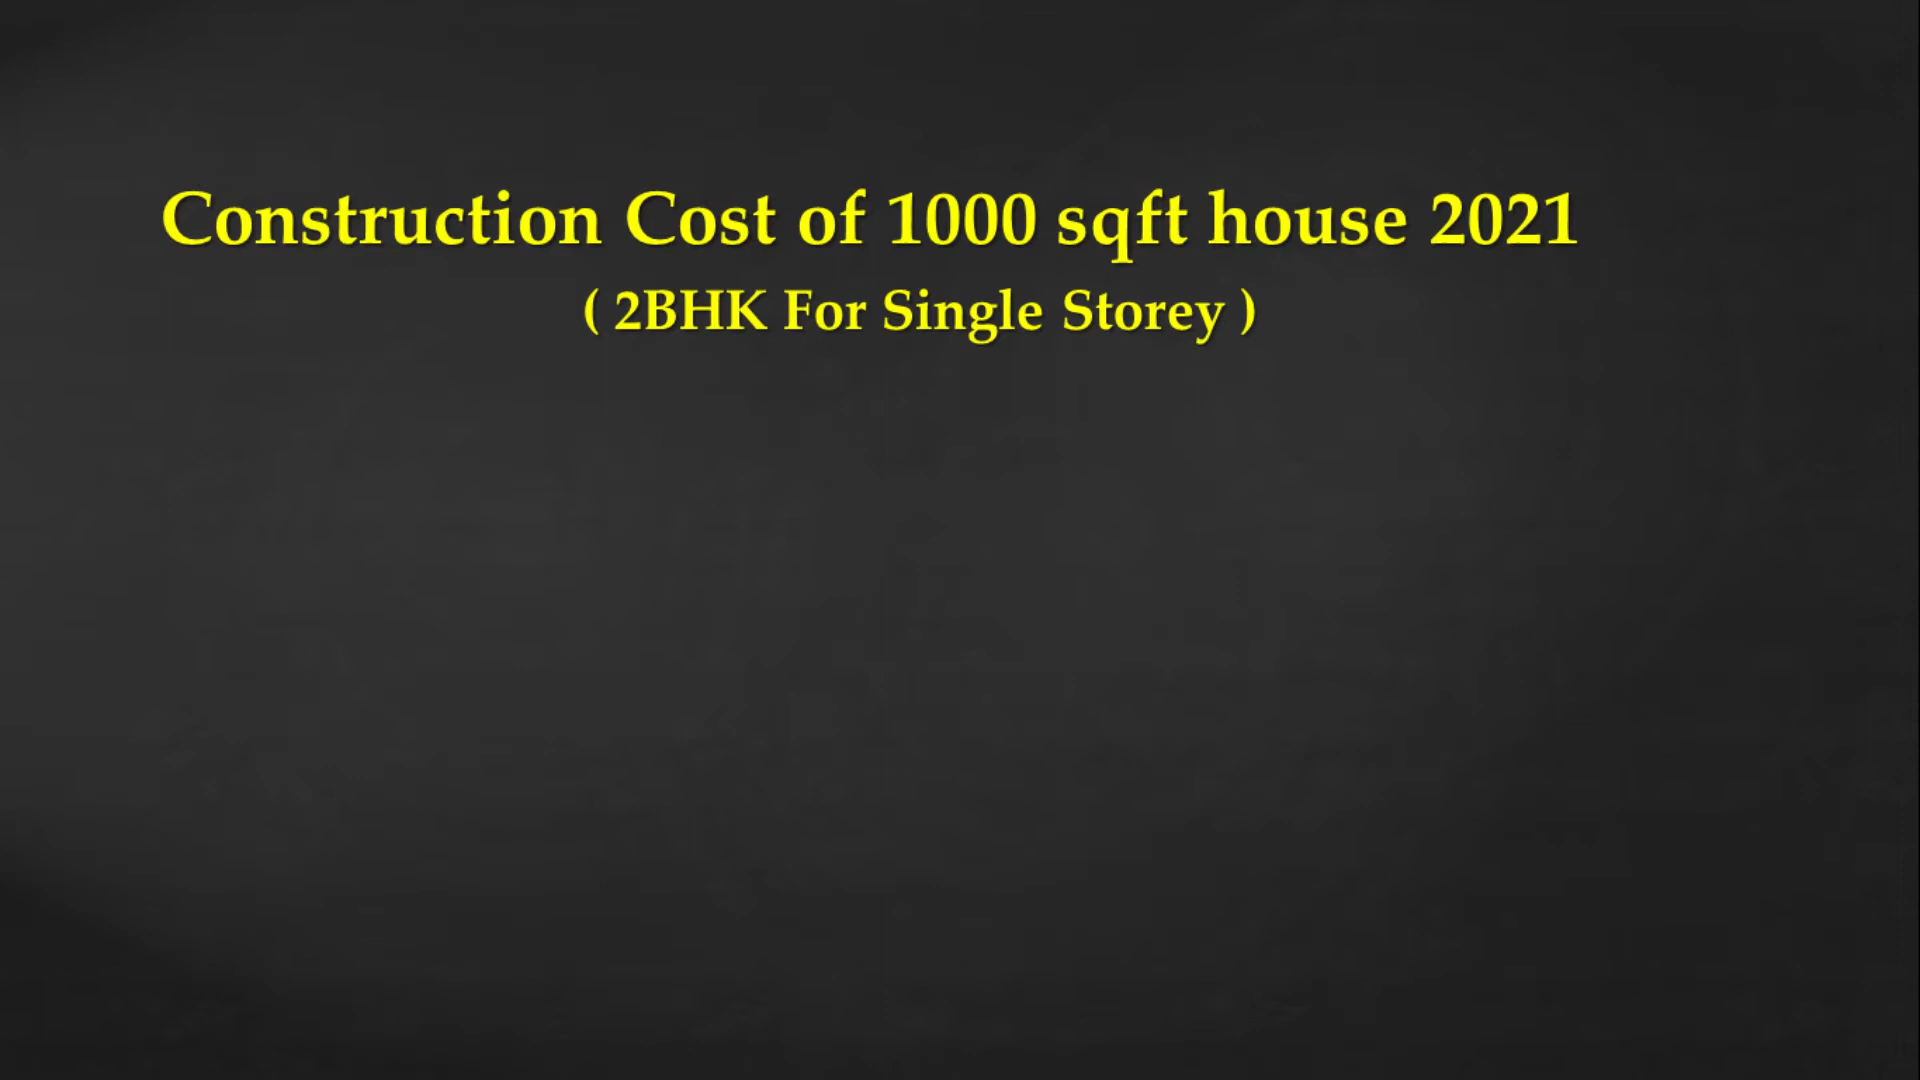 Construction Cost of 1000 sqft house 2021
( 2BHK For Single Storey )